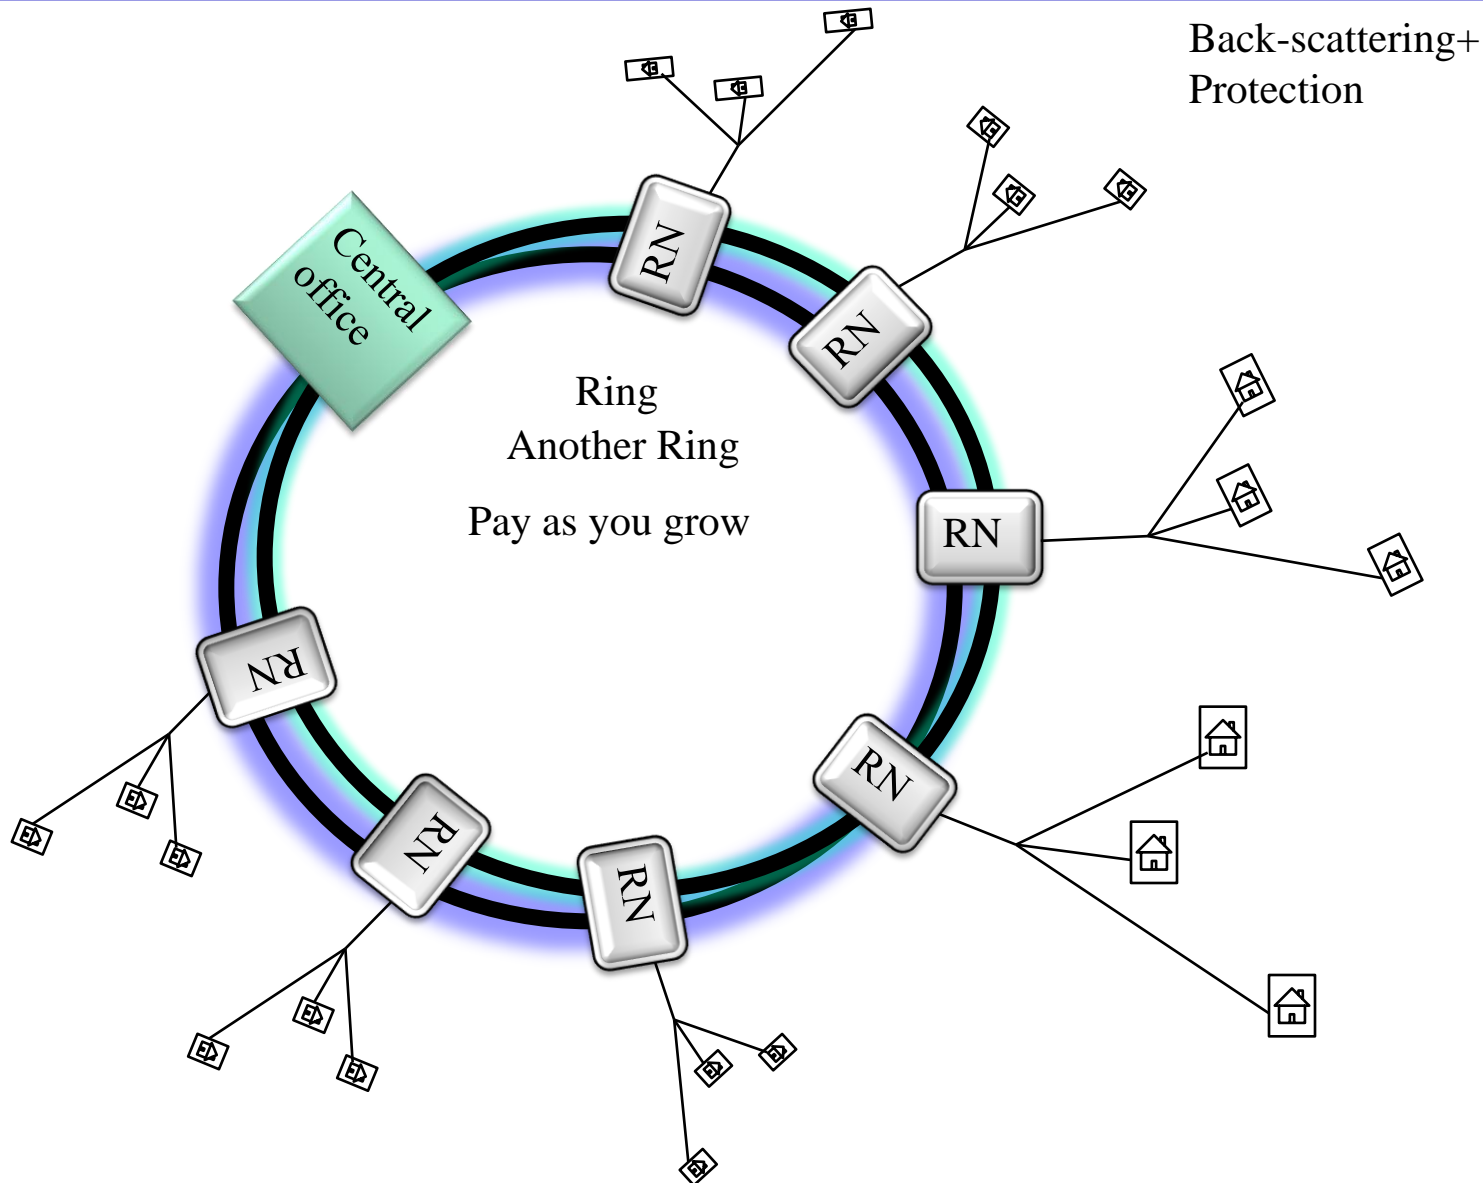 Back-scattering+
Protection
Central
office
RN
RN
RN
RN
RN
RN
RN
Ring
Another Ring
Pay as you grow